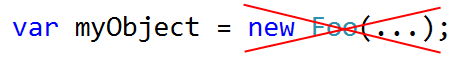 var myObject = new Foo(...);